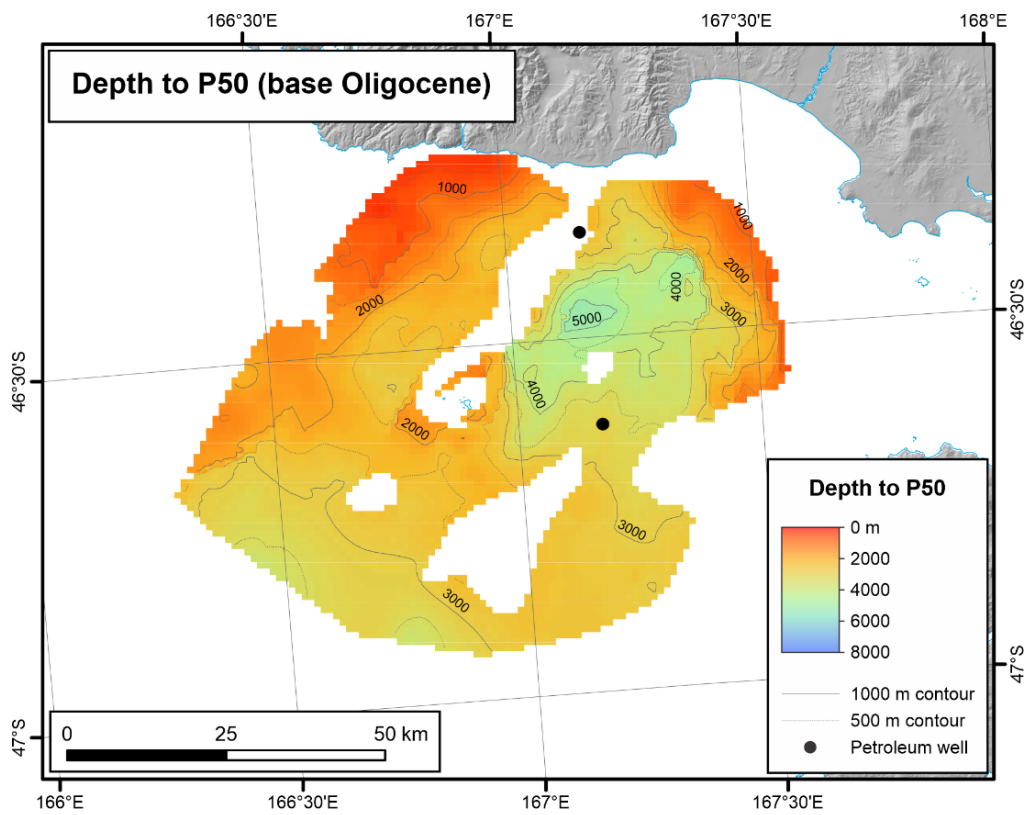 166°30'E 167°E 167°30'E 168°E
Depth to P50 (base Oligocene)
1000
1000
2000
4000
2000
3000
5000
46°30'S
46°30'S
4000
2000
3000
3000
Depth to P50
0 m
2000
4000
6000
8000
1000 m contour
500 m contour
Petroleum well
47°S
0 25 50 km
47°S
166°E 166°30'E 167°E 167°30'E